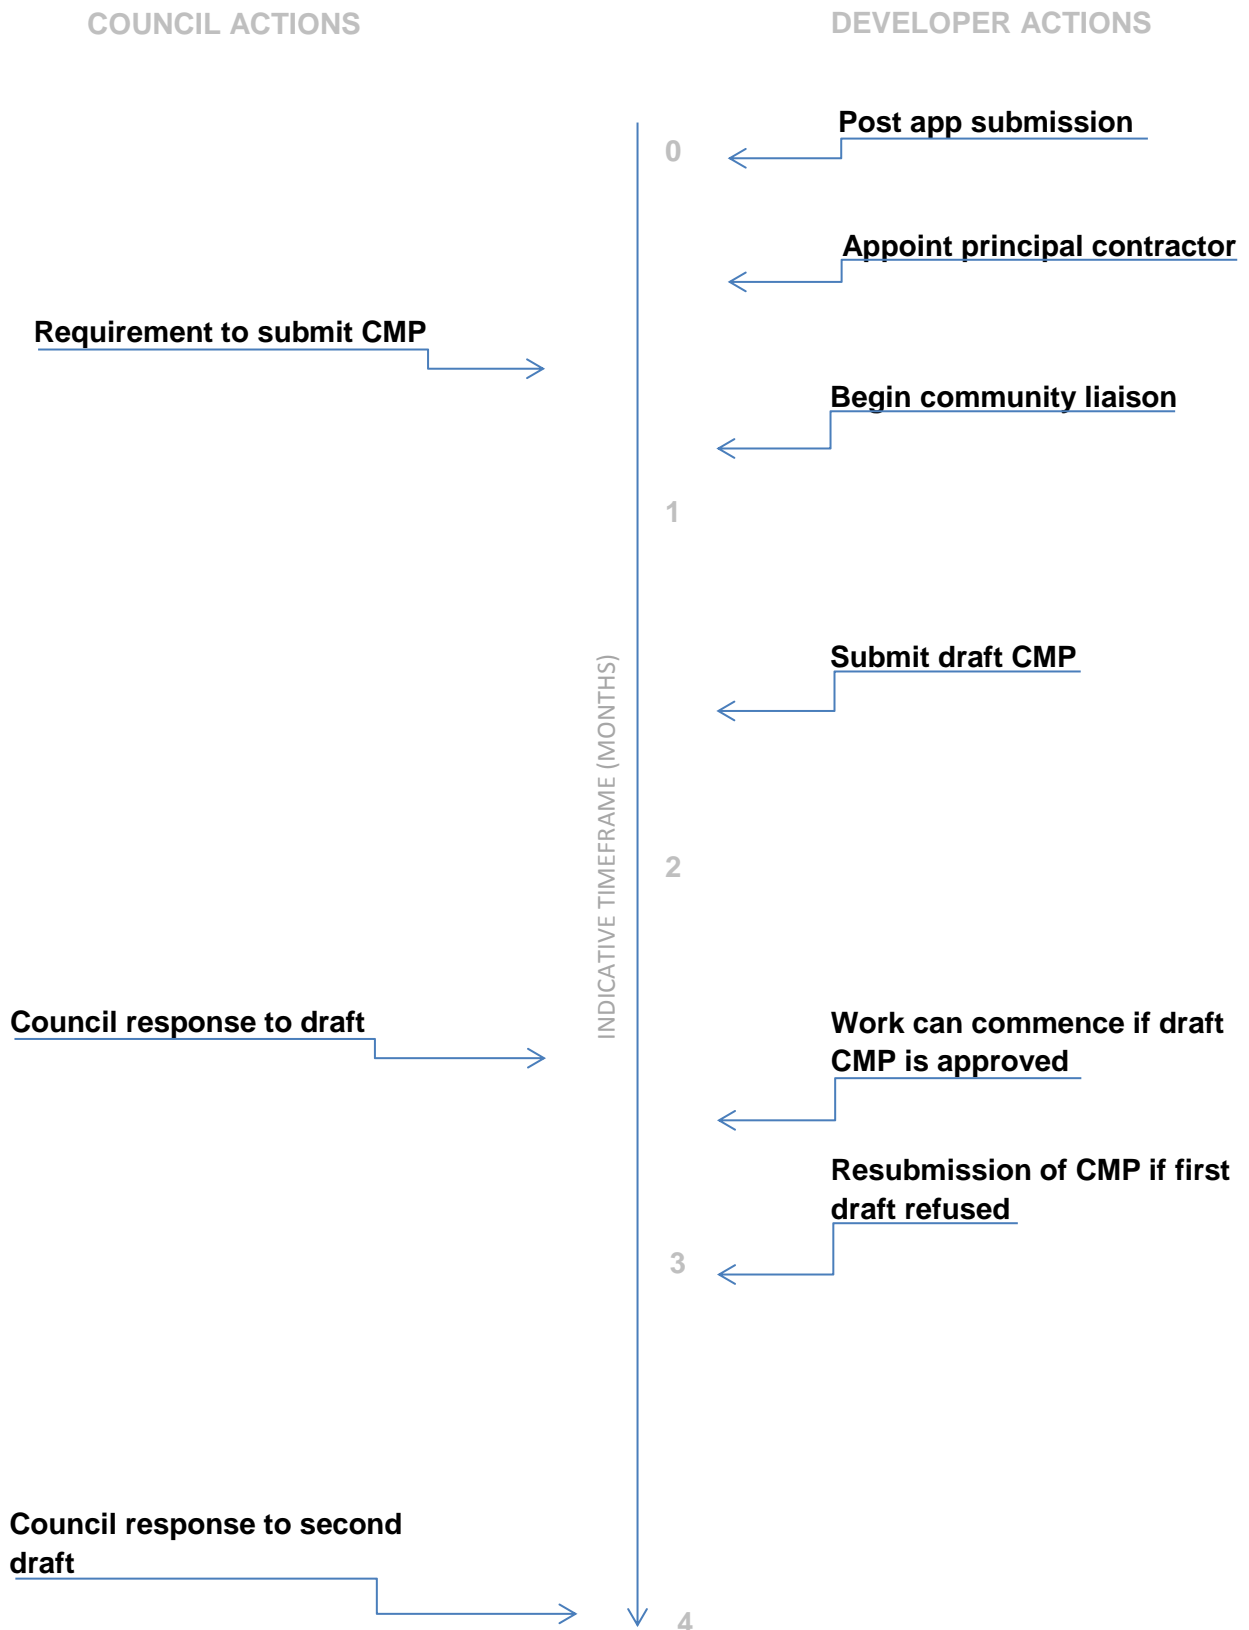 COUNCIL ACTIONS
DEVELOPER ACTIONS
Post app submission
0
Appoint principal contractor
Requirement to submit CMP
Begin community liaison
1
Submit draft CMP
INDICATIVE TIMEFRAME (MONTHS)
2
Council response to draft
Work can commence if draft
CMP is approved
Resubmission of CMP if first
draft refused
3
Council response to second
draft
4